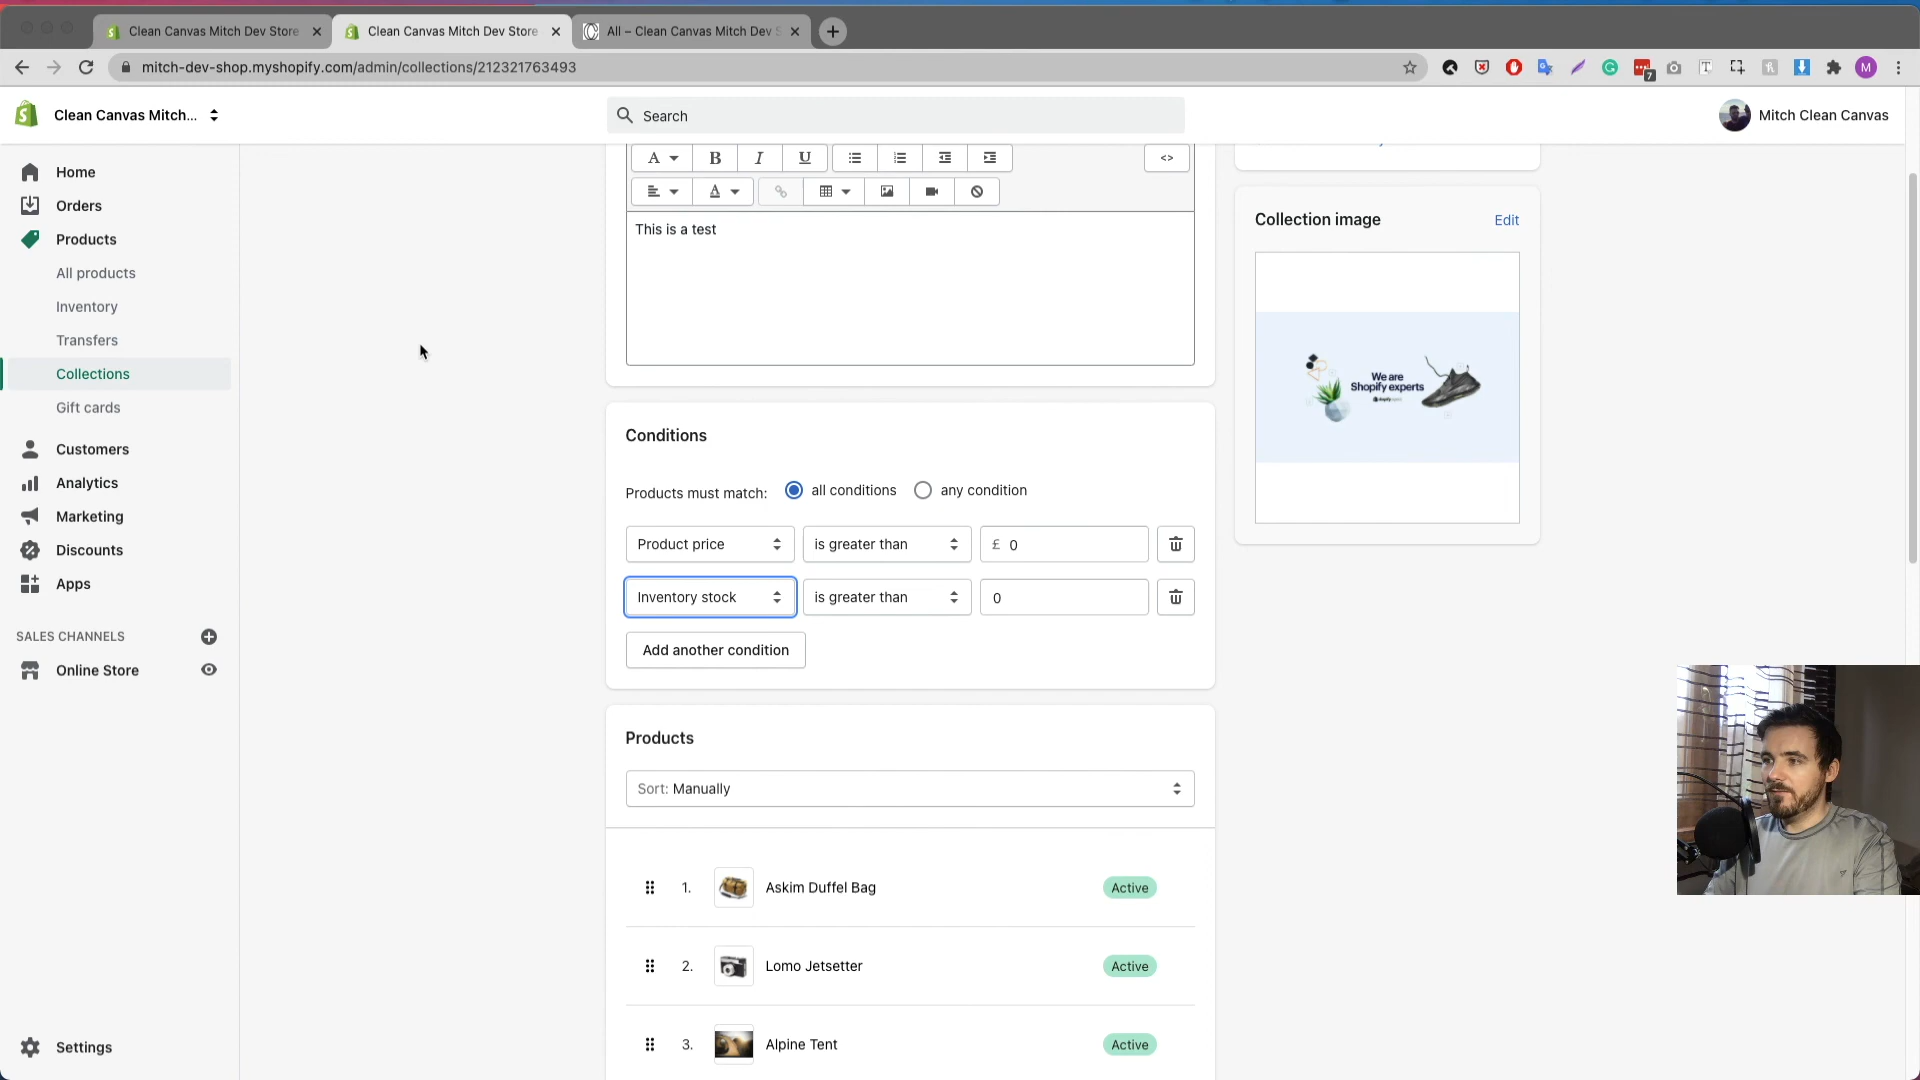 Clean Canvas Mitch Dev Store
Clean Canvas Mitch Dev Store
All – Clean Canvas Mitch Dev S
mitch-dev-shop.myshopify.com/admin/collections/212321763493
7
M
Clean Canvas Mitch...
Search
Mitch Clean Canvas
Home
Orders
Products
All products
Inventory
Transfers
Collections
Gift cards
Customers
Analytics
Marketing
Discounts
Apps
SALES CHANNELS
Online Store
Settings
A
B
I
U
<>
A
This is a test
Conditions
Products must match:
all conditions
any condition
Product price
is greater than
£ 0
Inventory stock
is greater than
0
Add another condition
Products
Sort: Manually
1.
Askim Duffel Bag
Active
2.
Lomo Jetsetter
Active
3.
Alpine Tent
Active
Collection image
Edit
We are
Shopify experts